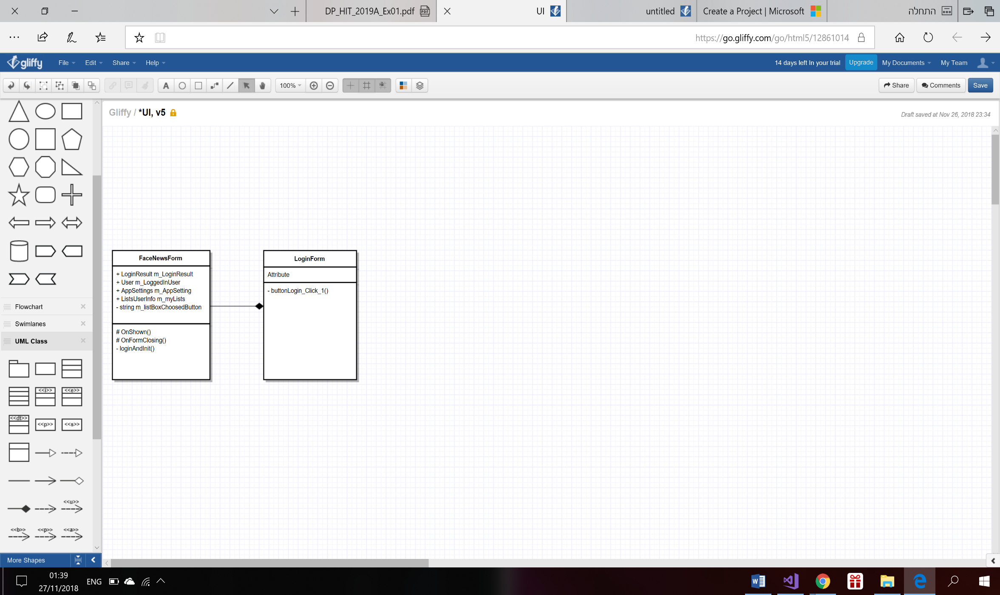 DP_HIT_2019A_Ex01.pdf
UI
untitled
Create a Project | Microsoft
התחלה
https://go.gliffy.com/go/html5/12861014
gliffy
File
Edit
Share
Help
14 days left In your trial
Upgrade
My Documents
My Team
A
100%
Share
Comments
Save
Gliffy / *UI, v5
Draft saved at Nov 26, 2018 23:34
FaceNewsForm
+ LoginResult m_LoginResult
+ User m_LoggedInUser
+ AppSettings m_AppSetting
+ ListsUserInfo m_myLists
- string m_listBoxChoosedButton
# OnShown()
# OnFormClosing()
- loginAndInit()
LoginForm
Attribute
- buttonLogin_Click_1()
Flowchart
Swimlanes
UML Class
<<i>>
<<e>>
<<dt>>
<<p>>
<<s>>
<<u>>
<<b>>
<<p>>
<<a>>
More Shapes
01:39
27/11/2018
ENG